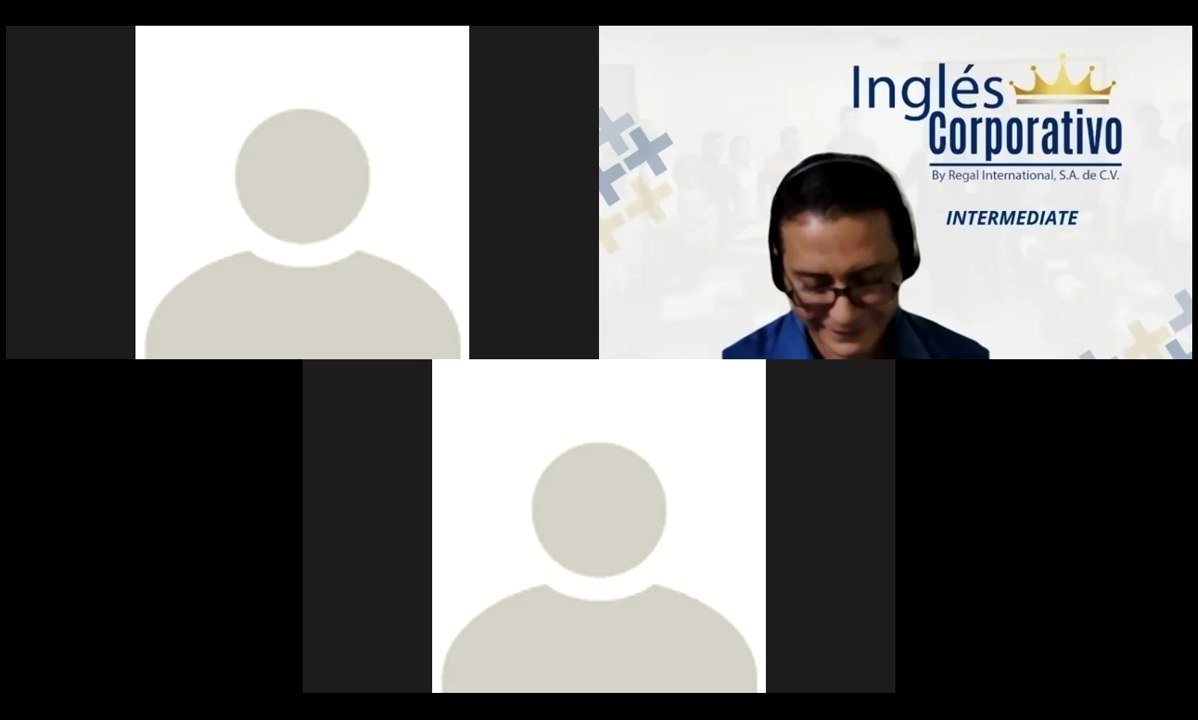 Inglés
Corporativo
By Regal International, S.A. de C.V.
INTERMEDIATE